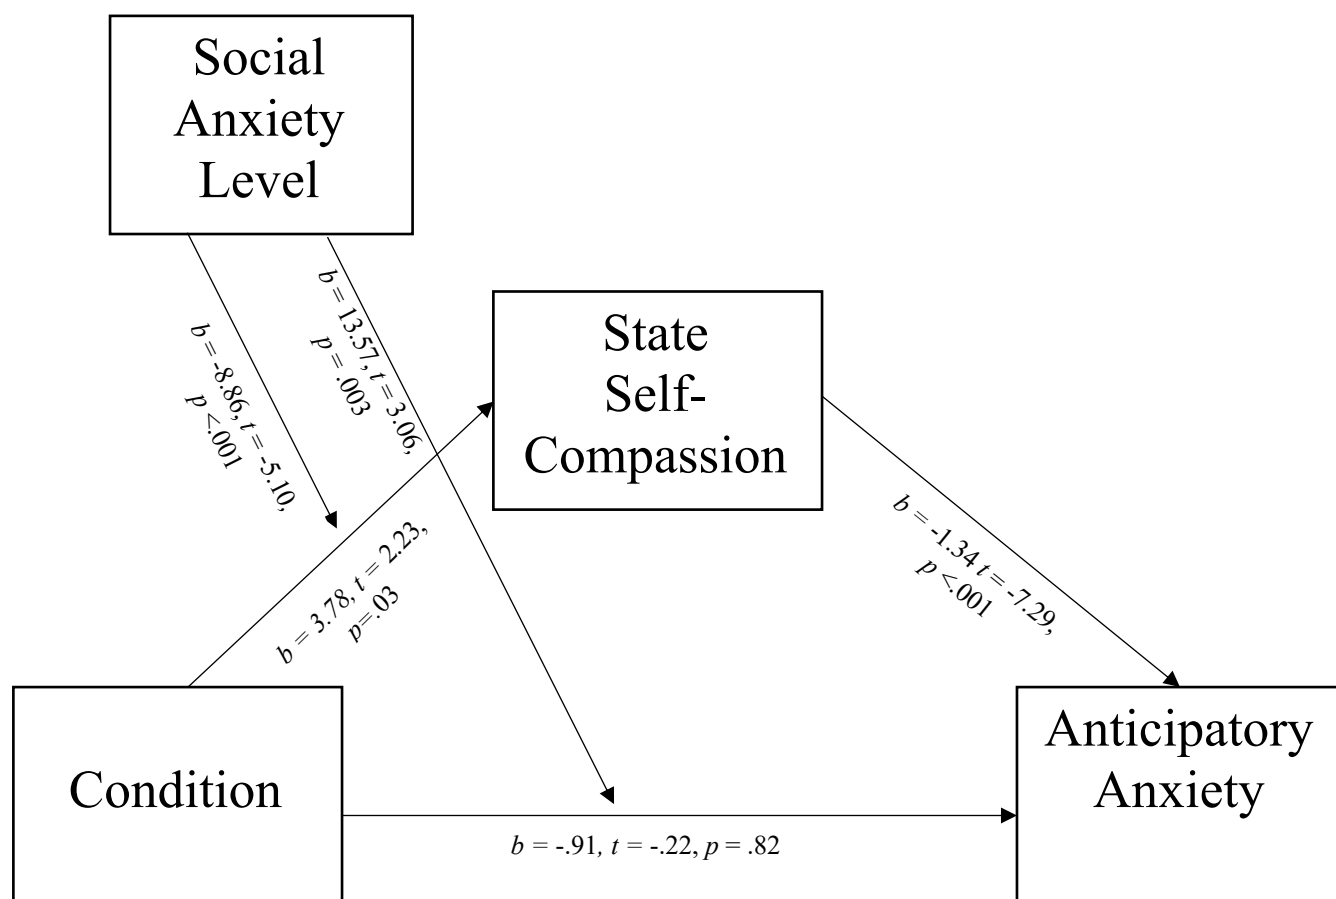 Social
Anxiety
Level
b = -8.86, t = -5.10,
p <.001
b = 13.57, t = 3.06,
p = .003
State
Self-
Compassion
b = 3.78, t = 2.23,
p=.03
b = -1.34 t = -7.29,
p <.001
Condition
Anticipatory
Anxiety
b = -.91, t = -.22, p = .82